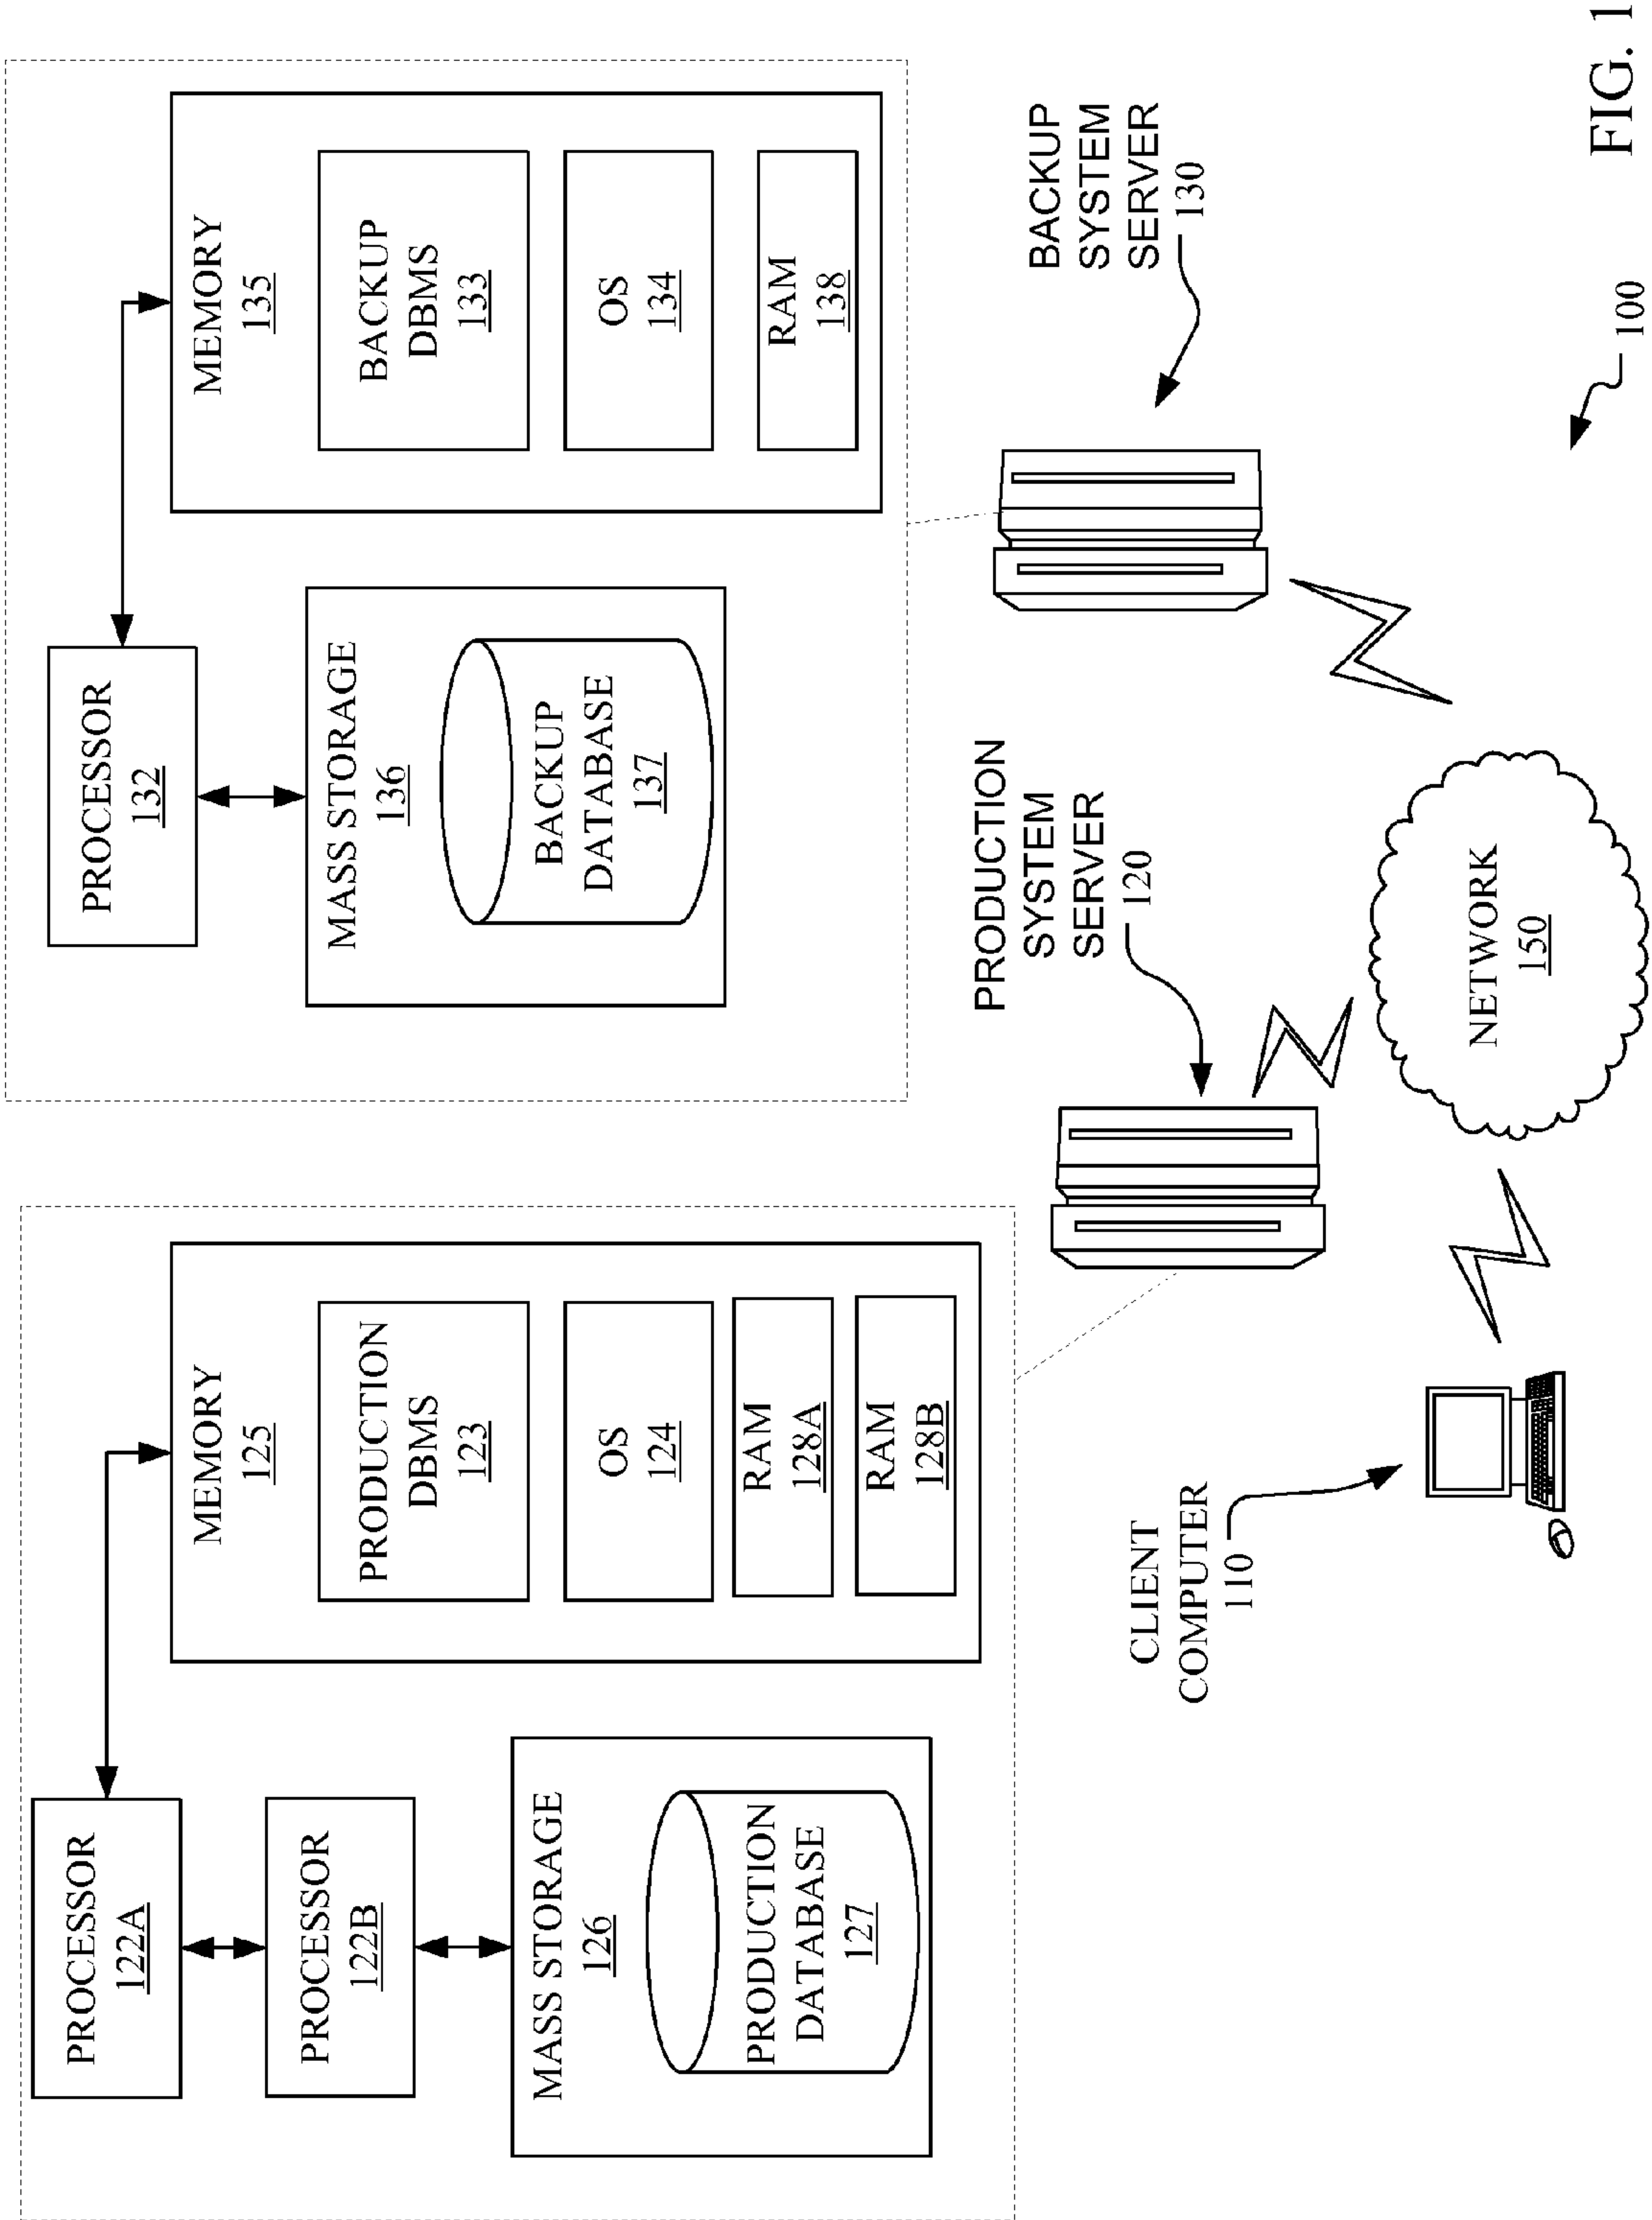 PROCESSOR
122A
PROCESSOR
122B
MASS STORAGE
126
PRODUCTION
DATABASE
127
MEMORY
125
PRODUCTION
DBMS
123
OS
124
RAM
128A
RAM
128B
PROCESSOR
132
MASS STORAGE
136
BACKUP
DATABASE
137
MEMORY
135
BACKUP
DBMS
133
OS
134
RAM
138
CLIENT
COMPUTER
110
PRODUCTION
SYSTEM
SERVER
120
BACKUP
SYSTEM
SERVER
130
NETWORK
150
100
FIG. 1